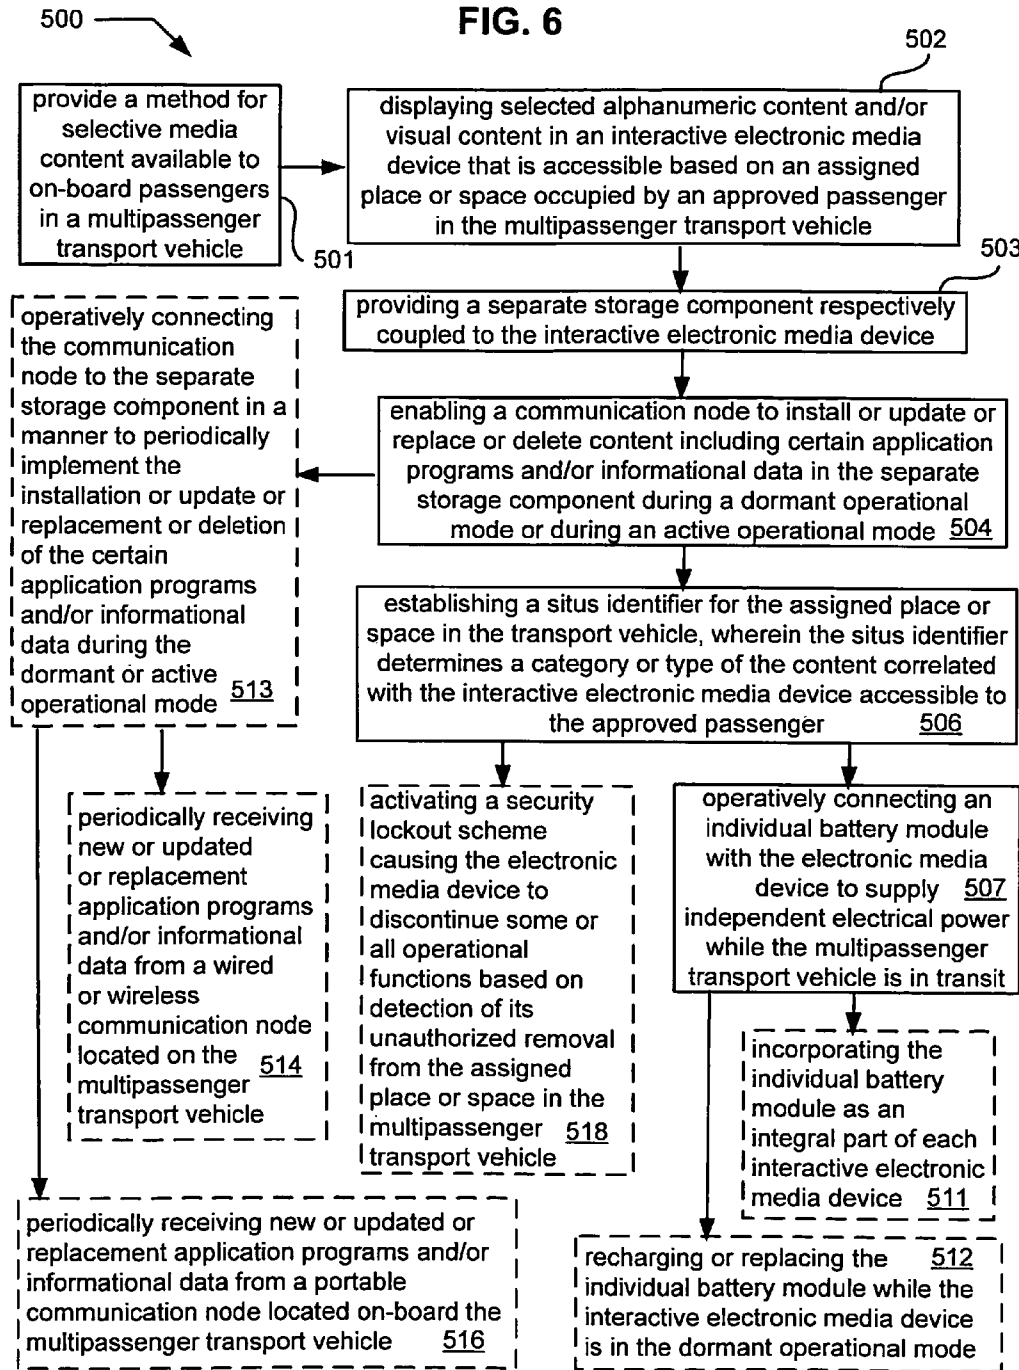 500
FIG. 6
502
provide a method for
selective media
content available to
on-board passengers
in a multipassenger
transport vehicle
501
displaying selected alphanumeric content and/or
visual content in an interactive electronic media
device that is accessible based on an assigned
place or space occupied by an approved passenger
in the multipassenger transport vehicle
503
providing a separate storage component respectively
coupled to the interactive electronic media device
operatively connecting
the communication
node to the separate
storage component in a
manner to periodically
implement the
installation or update or
replacement or deletion
of the certain
application programs
and/or informational
data during the
dormant or active
operational mode 513
enabling a communication node to install or update or
replace or delete content including certain application
programs and/or informational data in the separate
storage component during a dormant operational
mode or during an active operational mode 504
establishing a situs identifier for the assigned place or
space in the transport vehicle, wherein the situs identifier
determines a category or type of the content correlated
with the interactive electronic media device accessible to
the approved passenger 506
periodically receiving
new or updated
or replacement
application programs
and/or informational
data from a wired
or wireless
communication node
located on the
multipassenger 514
transport vehicle
activating a security
lockout scheme
causing the electronic
media device to
discontinue some or
all operational
functions based on
detection of its
unauthorized removal
from the assigned
place or space in the
multipassenger 518
transport vehicle
operatively connecting an
individual battery module
with the electronic media
device to supply 507
independent electrical power
while the multipassenger
transport vehicle is in transit
incorporating the
individual battery
module as an
integral part of each
interactive electronic
media device 511
periodically receiving new or updated or
replacement application programs and/or
informational data from a portable
communication node located on-board the
multipassenger transport vehicle 516
recharging or replacing the 512
individual battery module while the
interactive electronic media device
is in the dormant operational mode